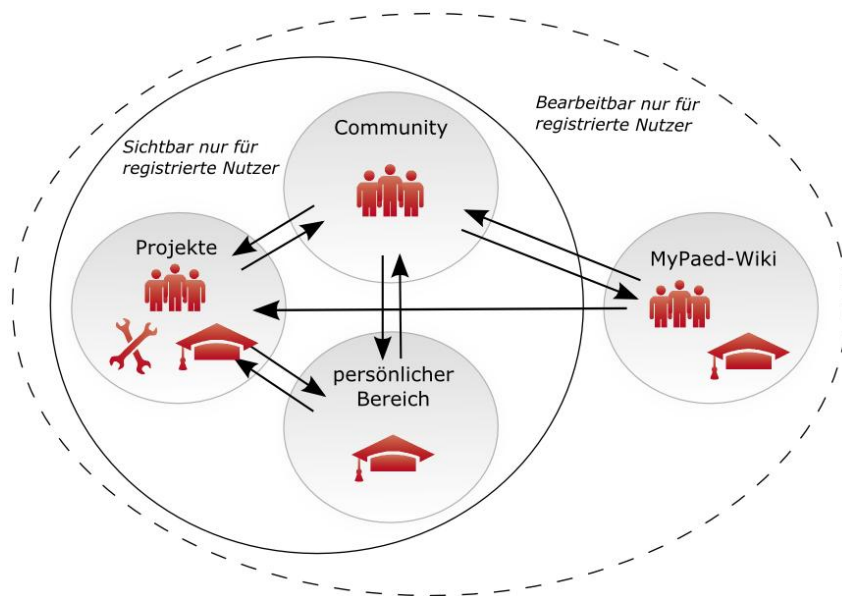 Community
Bearbeitbar nur für
registrierte Nutzer
Sichtbar nur für
registrierte Nutzer
Projekte
MyPaed-Wiki
persönlicher
Bereich